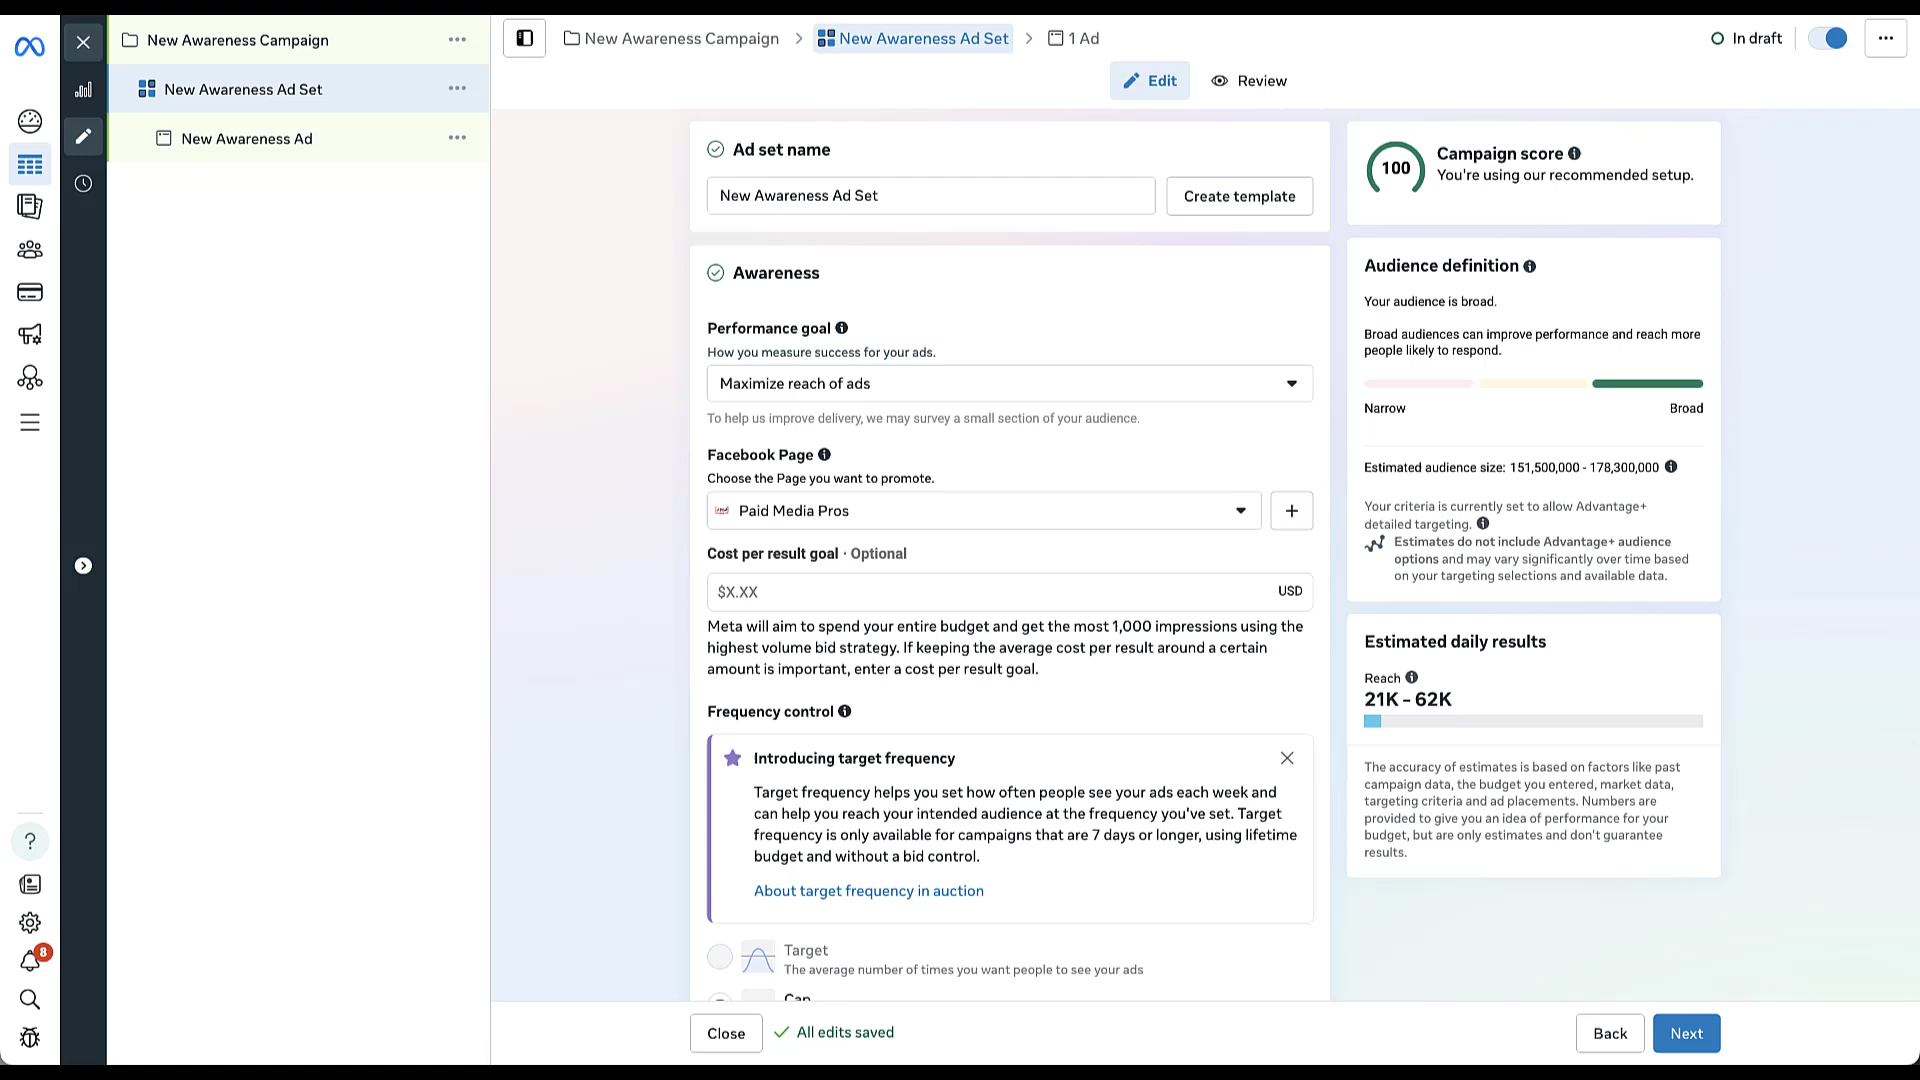 New Awareness Campaign
New Awareness Ad Set
New Awareness Ad
8
New Awareness Campaign
New Awareness Ad Set
1 Ad
In draft
Edit
Review
Ad set name
New Awareness Ad Set
Create template
Awareness
Performance goal
How you measure success for your ads.
Maximize reach of ads
To help us improve delivery, we may survey a small section of your audience.
Facebook Page
Choose the Page you want to promote.
Paid Media Pros
Cost per result goal · Optional
$X.XX
USD
Meta will aim to spend your entire budget and get the most 1,000 impressions using the
highest volume bid strategy. If keeping the average cost per result around a certain
amount is important, enter a cost per result goal.
Frequency control
Introducing target frequency
Target frequency helps you set how often people see your ads each week and
can help you reach your intended audience at the frequency you've set. Target
frequency is only available for campaigns that are 7 days or longer, using lifetime
budget and without a bid control.
About target frequency in auction
Target
The average number of times you want people to see your ads
Cap
Close
All edits saved
Back
Next
100
Campaign score
You're using our recommended setup.
Audience definition
Your audience is broad.
Broad audiences can improve performance and reach more
people likely to respond.
Narrow
Broad
Estimated audience size: 151,500,000 - 178,300,000
Your criteria is currently set to allow Advantage+
detailed targeting.
Estimates do not include Advantage+ audience
options and may vary significantly over time based
on your targeting selections and available data.
Estimated daily results
Reach
21K - 62K
The accuracy of estimates is based on factors like past
campaign data, the budget you entered, market data,
targeting criteria and ad placements. Numbers are
provided to give you an idea of performance for your
budget, but are only estimates and don't guarantee
results.